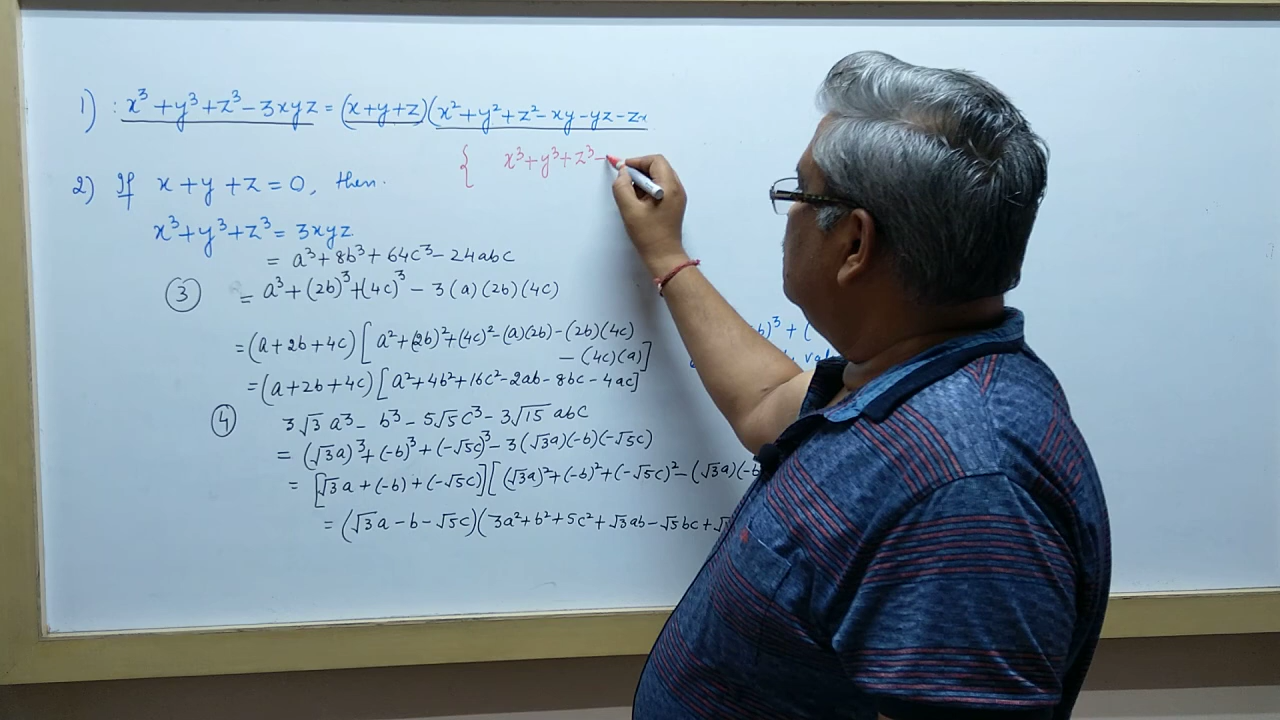 1) : x³ + y³ + z³ - 3xyz = (x+y+z)(x² + y² + z² - xy - yz - zx
{ x³ + y³ + z³ -
2) If x + y + z = 0, then.
x³ + y³ + z³ = 3xyz.
= a³ + 8b³ + 64c³ - 24abc
③ = a³ + (2b)³ + (4c)³ - 3(a)(2b)(4c)
= (a + 2b + 4c) [a² + (2b)² + (4c)² - (a)(2b) - (2b)(4c)
- (4c)(a)]
= (a + 2b + 4c) [a² + 4b² + 16c² - 2ab - 8bc - 4ac]
④ 3√3 a³ - b³ - 5√5 c³ - 3√15 abc
= (√3a)³ + (-b)³ + (-√5c)³ - 3(√3a)(-b)(-√5c)
= [√3a + (-b) + (-√5c)] [(√3a)² + (-b)² + (-√5c)² - (√3a)(-b
= (√3a - b - √5c)(3a² + b² + 5c² + √3ab - √5bc + √
b)³ + (